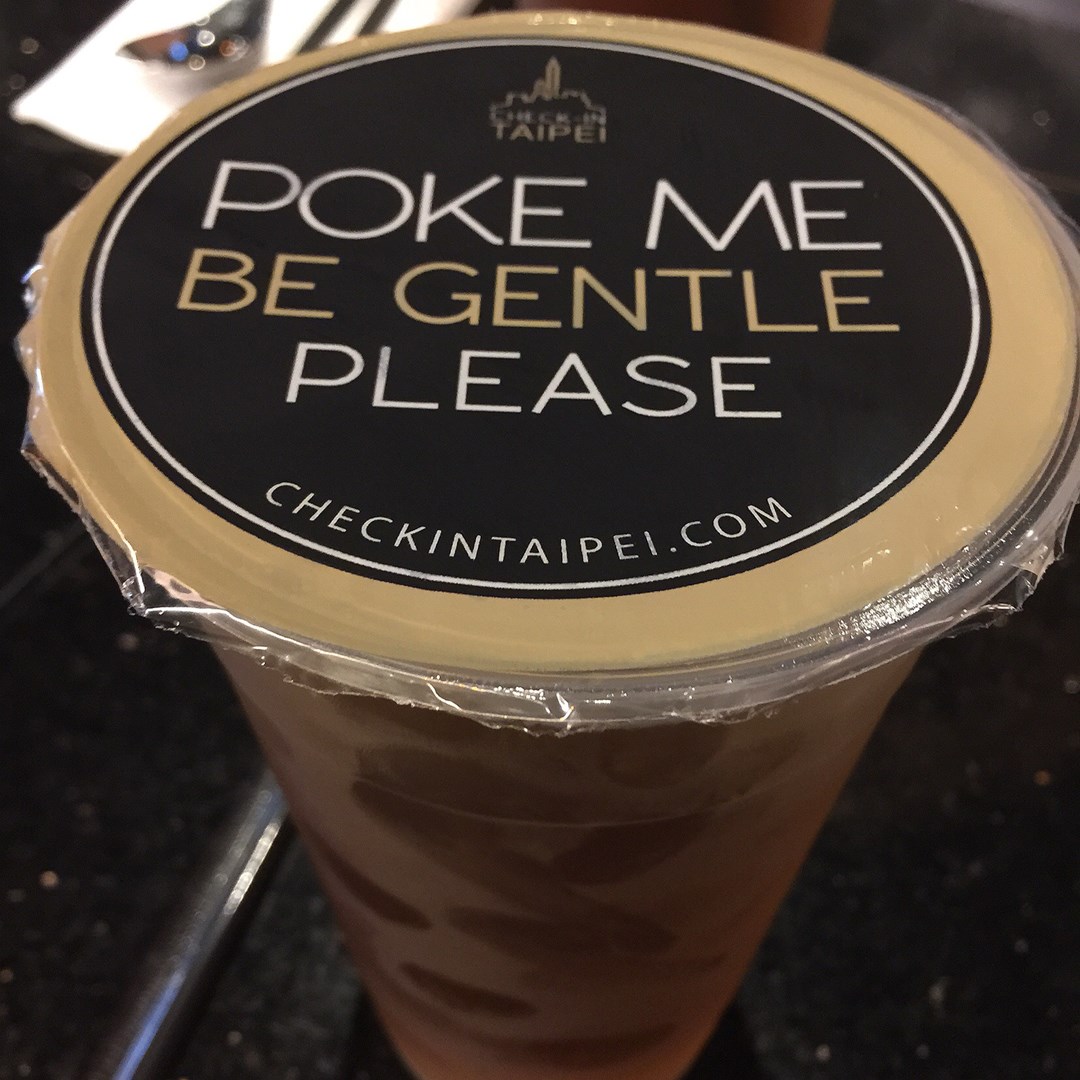 CHECK-IN
TAIPEI
POKE ME
BE GENTLE
PLEASE
CHECKINTAIPEI.COM